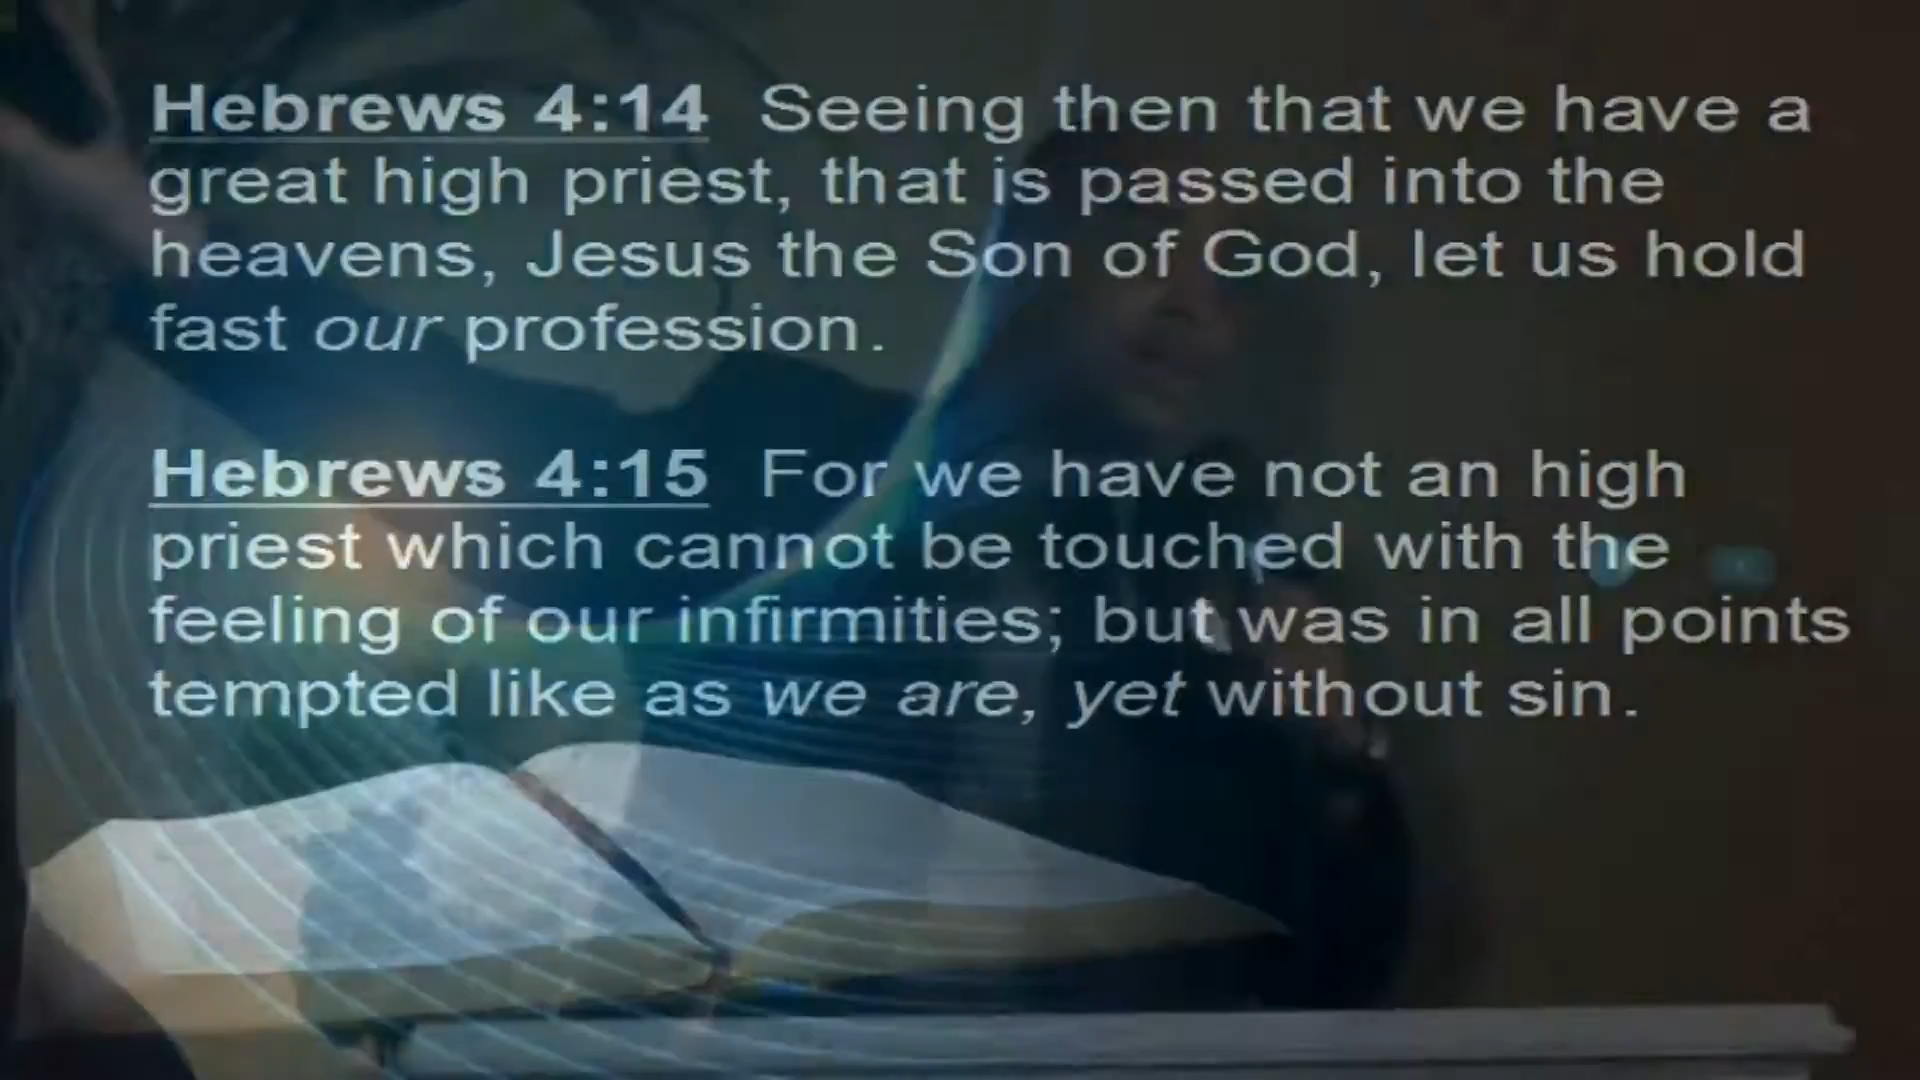 Hebrews 4:14 Seeing then that we have a
great high priest, that is passed into the
heavens, Jesus the Son of God, let us hold
fast our profession.
Hebrews 4:15 For we have not an high
priest which cannot be touched with the
feeling of our infirmities; but was in all points
tempted like as we are, yet without sin.